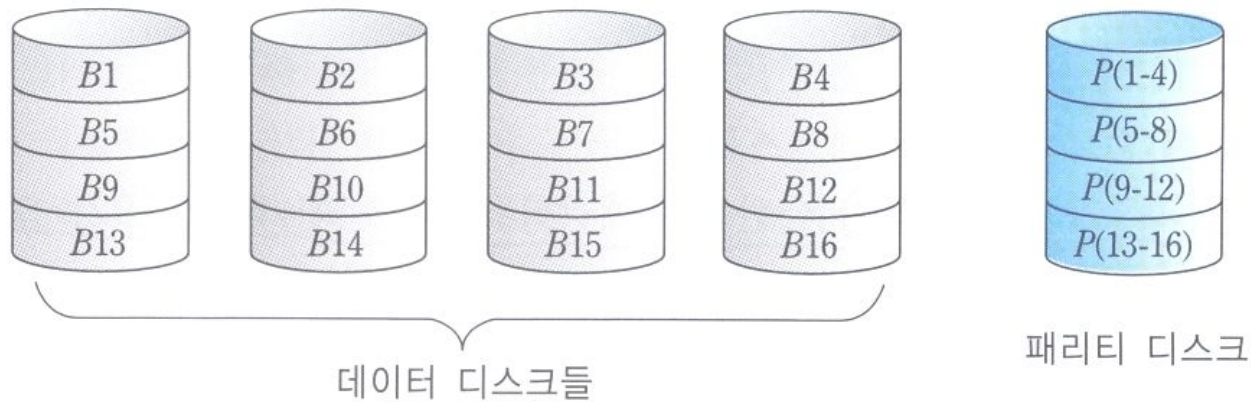 B1 B2 B3 B4 P(1-4)
B5 B6 B7 B8 P(5-8)
B9 B10 B11 B12 P(9-12)
B13 B14 B15 B16 P(13-16)
패리티 디스크
데이터 디스크들